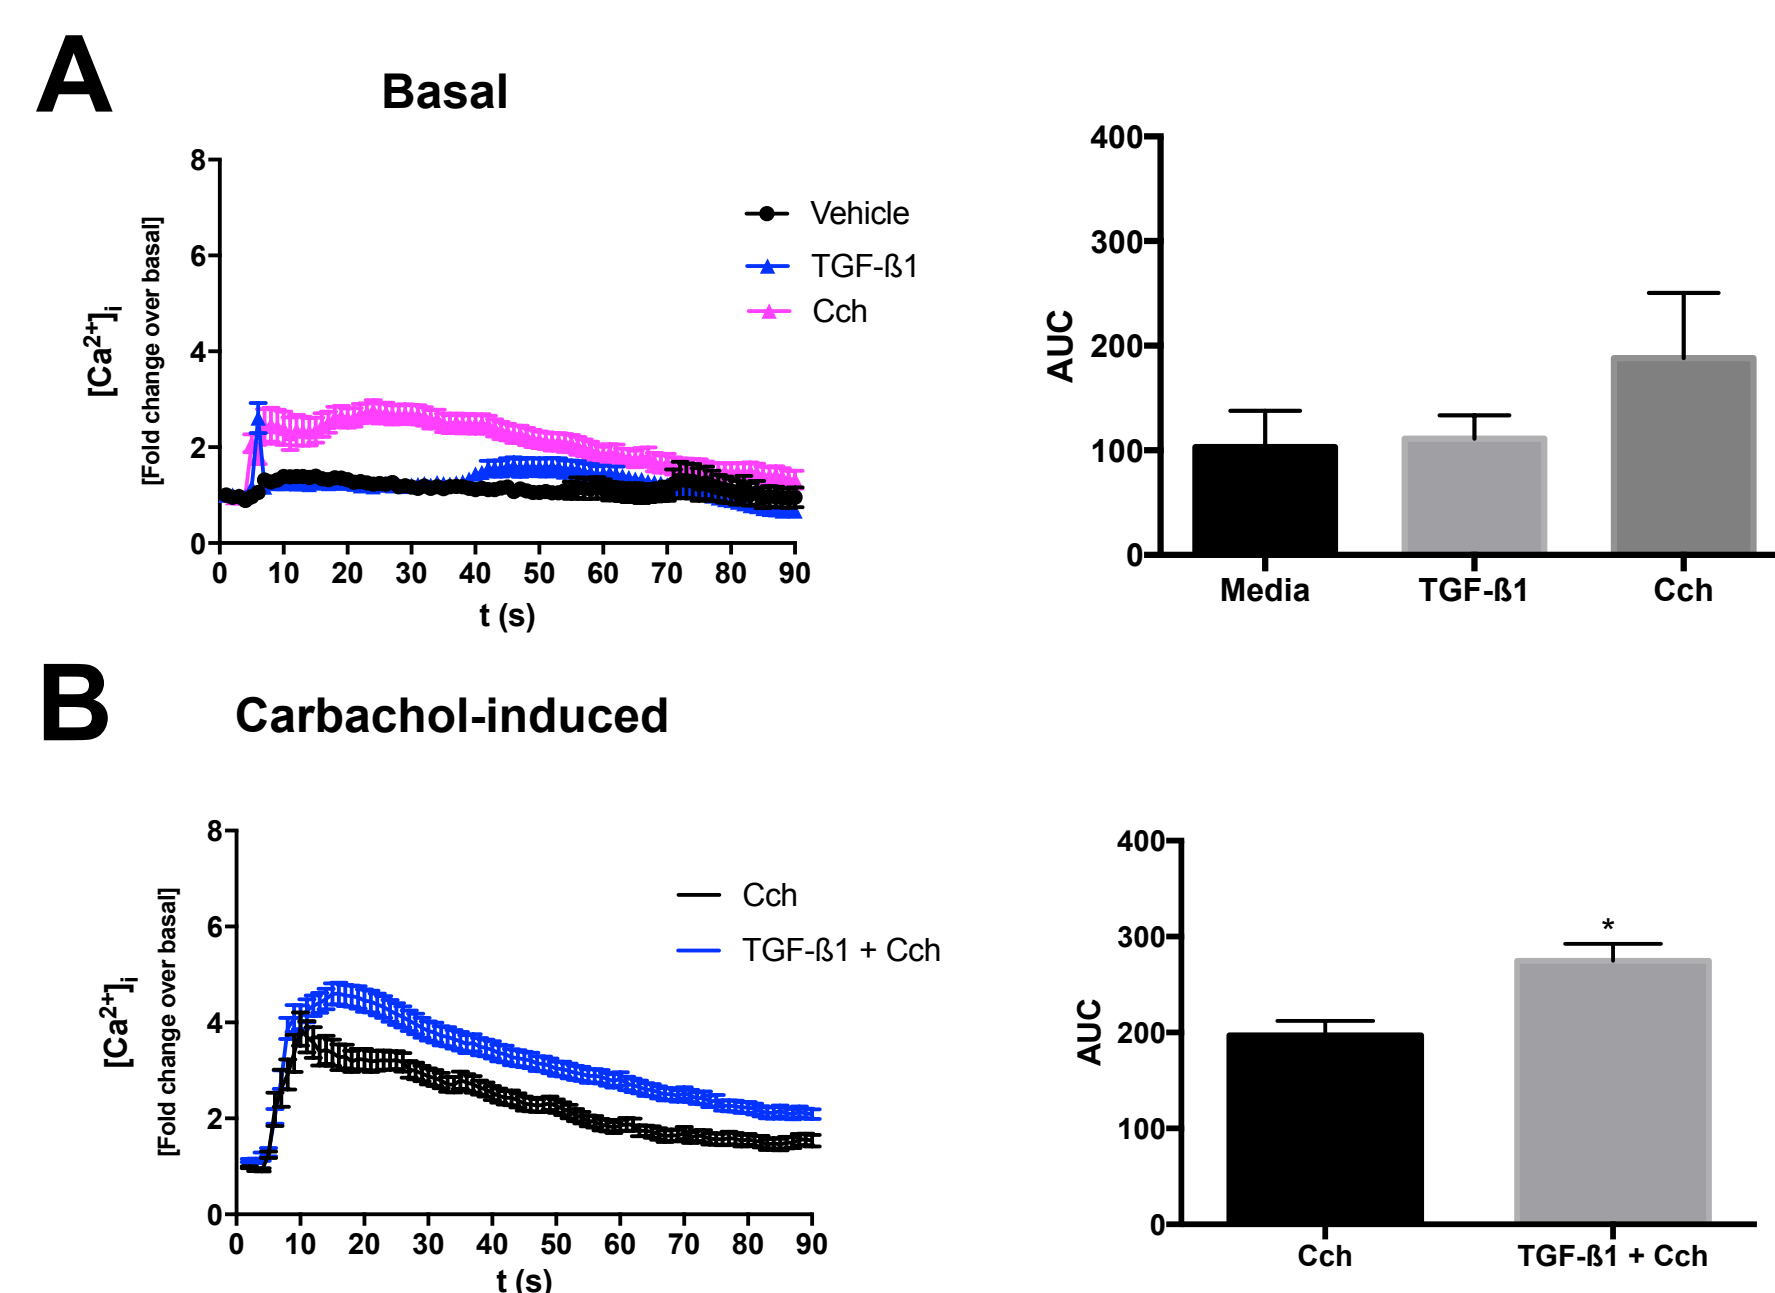 A
Basal
8
6
4
2
0
[Ca2+]i
[Fold change over basal]
0 10 20 30 40 50 60 70 80 90
t (s)
Vehicle
TGF-ß1
Cch
400
300
200
100
0
AUC
Media TGF-ß1 Cch
B
Carbachol-induced
8
6
4
2
0
[Ca2+]i
[Fold change over basal]
0 10 20 30 40 50 60 70 80 90
t (s)
Cch
TGF-ß1 + Cch
400
300
200
100
0
AUC
*
Cch TGF-ß1 + Cch